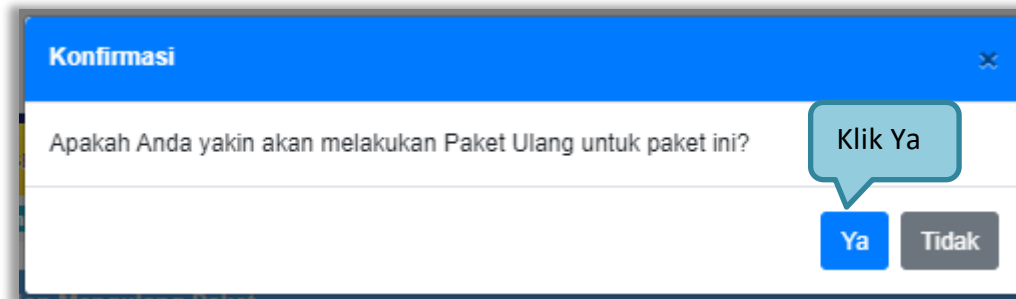 Konfirmasi
×
Apakah Anda yakin akan melakukan Paket Ulang untuk paket ini?
Klik Ya
Ya
Tidak